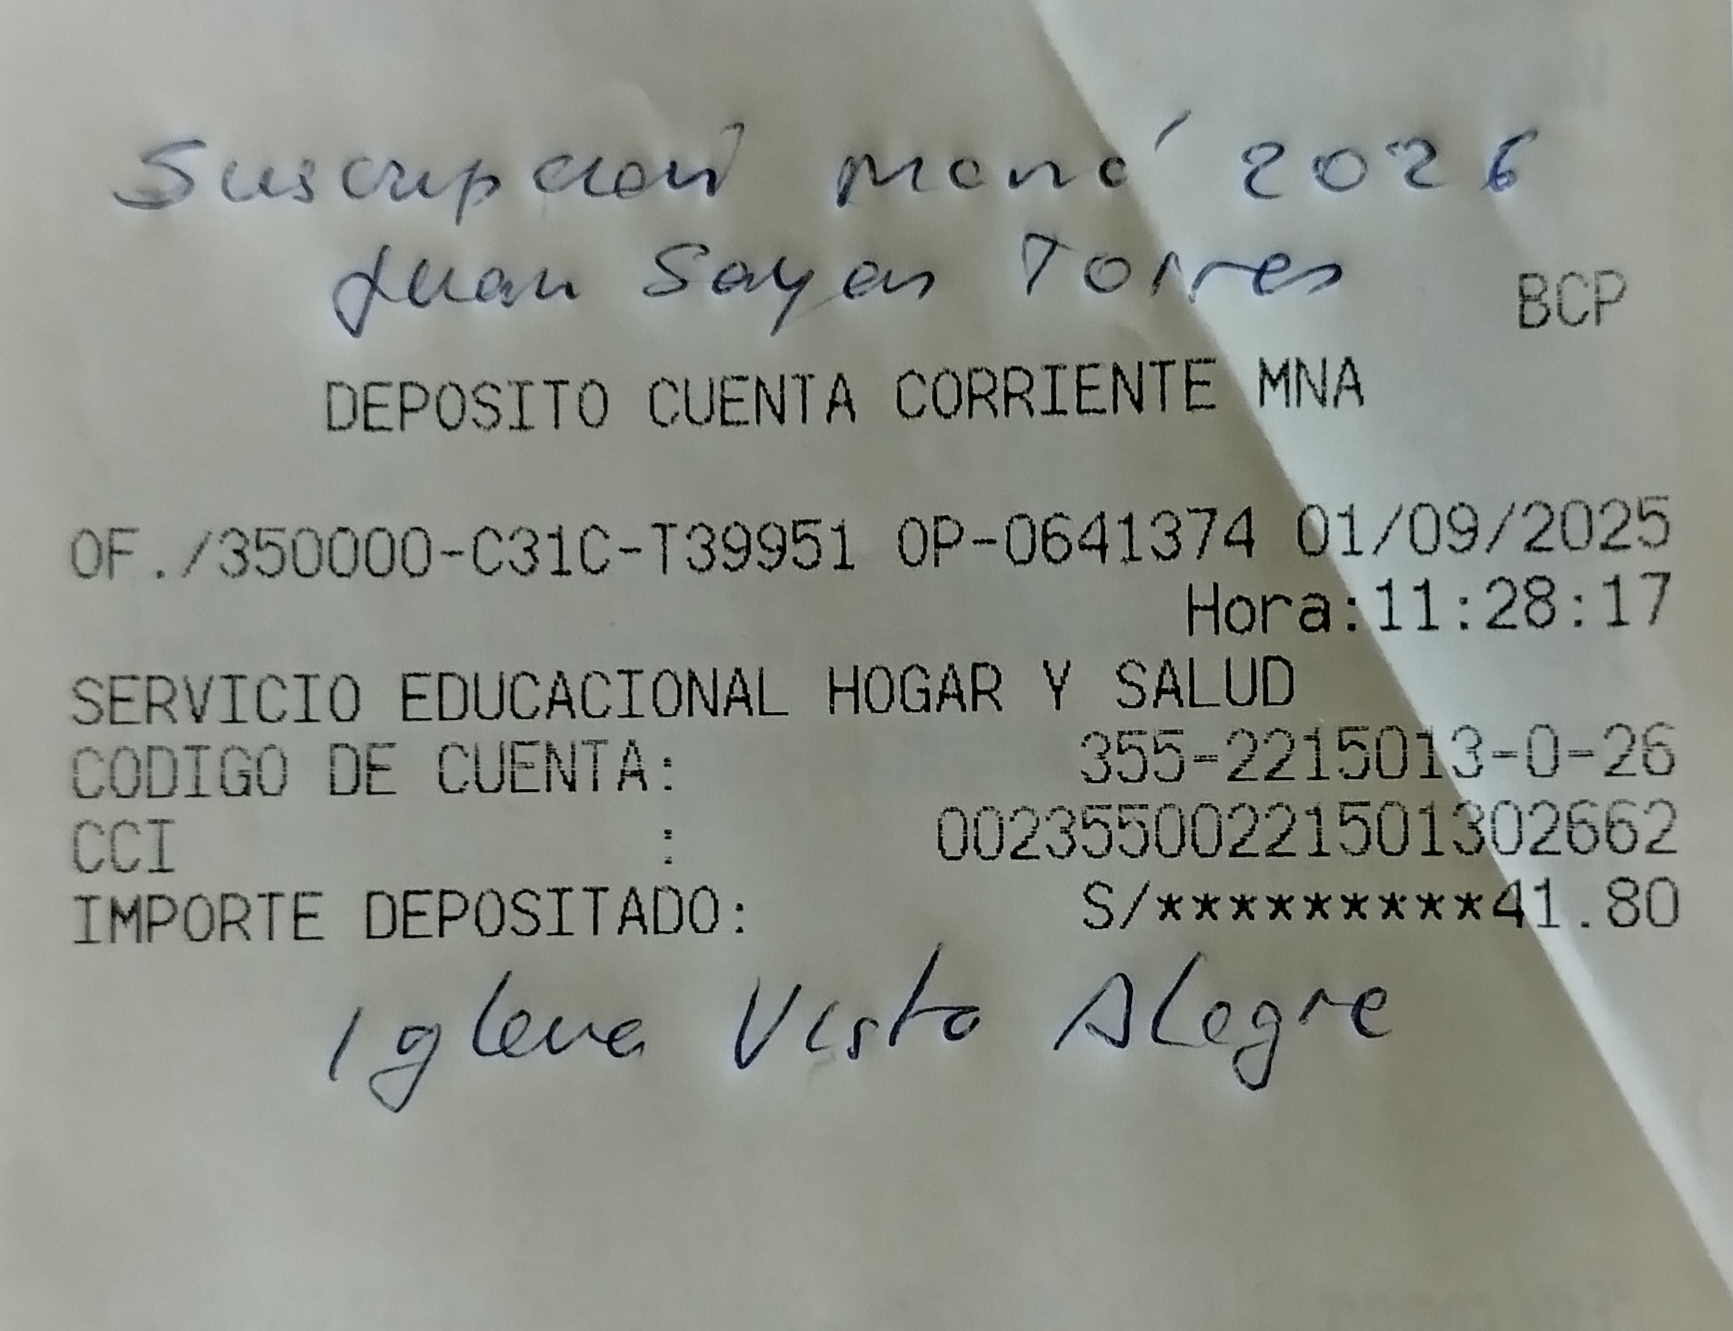 Suscripción maná 2026
Juan Sayas Torres
BCP
DEPOSITO CUENTA CORRIENTE MNA
OF./350000-C31C-T39951 OP-0641374 01/09/2025
Hora:11:28:17
SERVICIO EDUCACIONAL HOGAR Y SALUD
CODIGO DE CUENTA: 355-2215013-0-26
CCI : 00235500221501302662
IMPORTE DEPOSITADO: S/*********41.80
Iglesia Vista Alegre